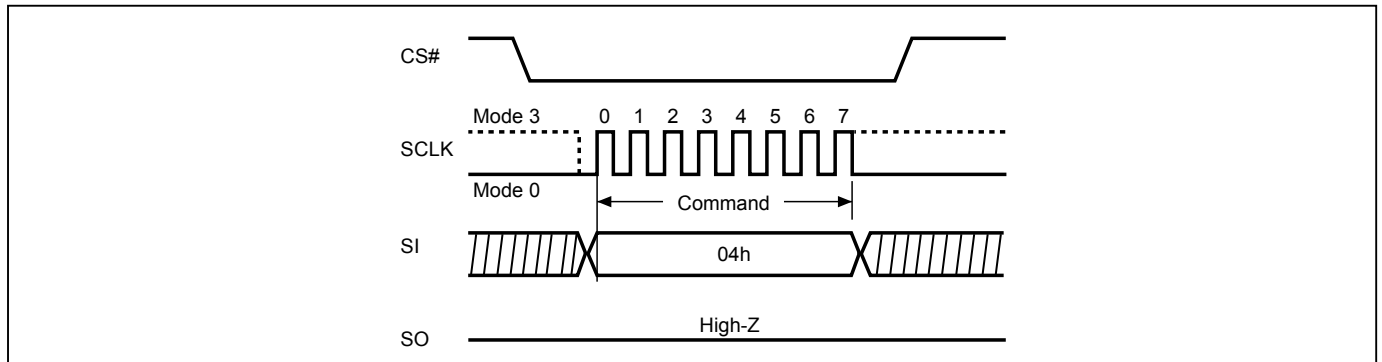 CS#
Mode 3
0 1 2 3 4 5 6 7
SCLK
Mode 0
Command
SI
04h
High-Z
SO